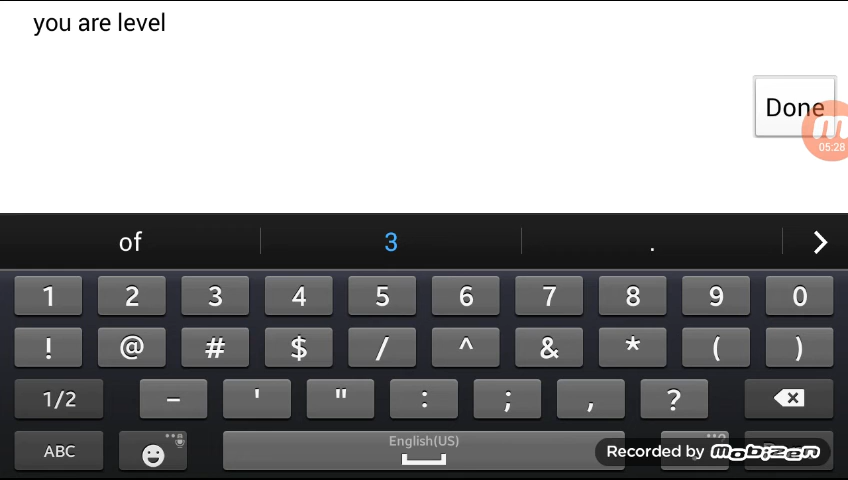 you are level
Done
05:28
of 3 .
1 2 3 4 5 6 7 8 9 0
! @ # $ / ^ & * ( )
1/2 - ' " : ; , ?
ABC English(US)
Recorded by mobizen